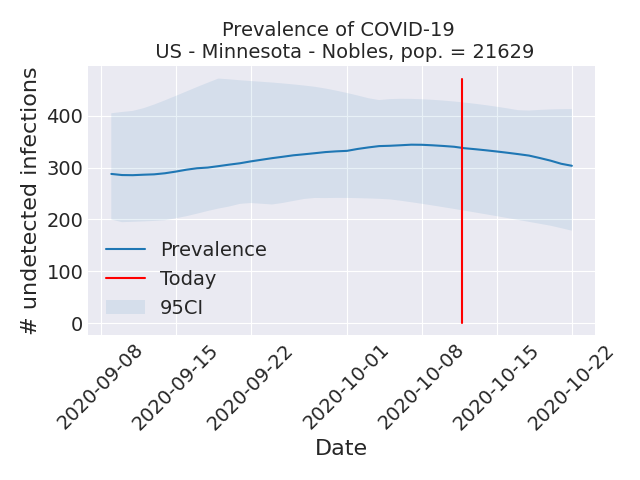 Prevalence of COVID-19
US - Minnesota - Nobles, pop. = 21629
# undetected infections
400
300
200
100
0
Prevalence
Today
95CI
2020-09-08
2020-09-15
2020-09-22
2020-10-01
2020-10-08
2020-10-15
2020-10-22
Date